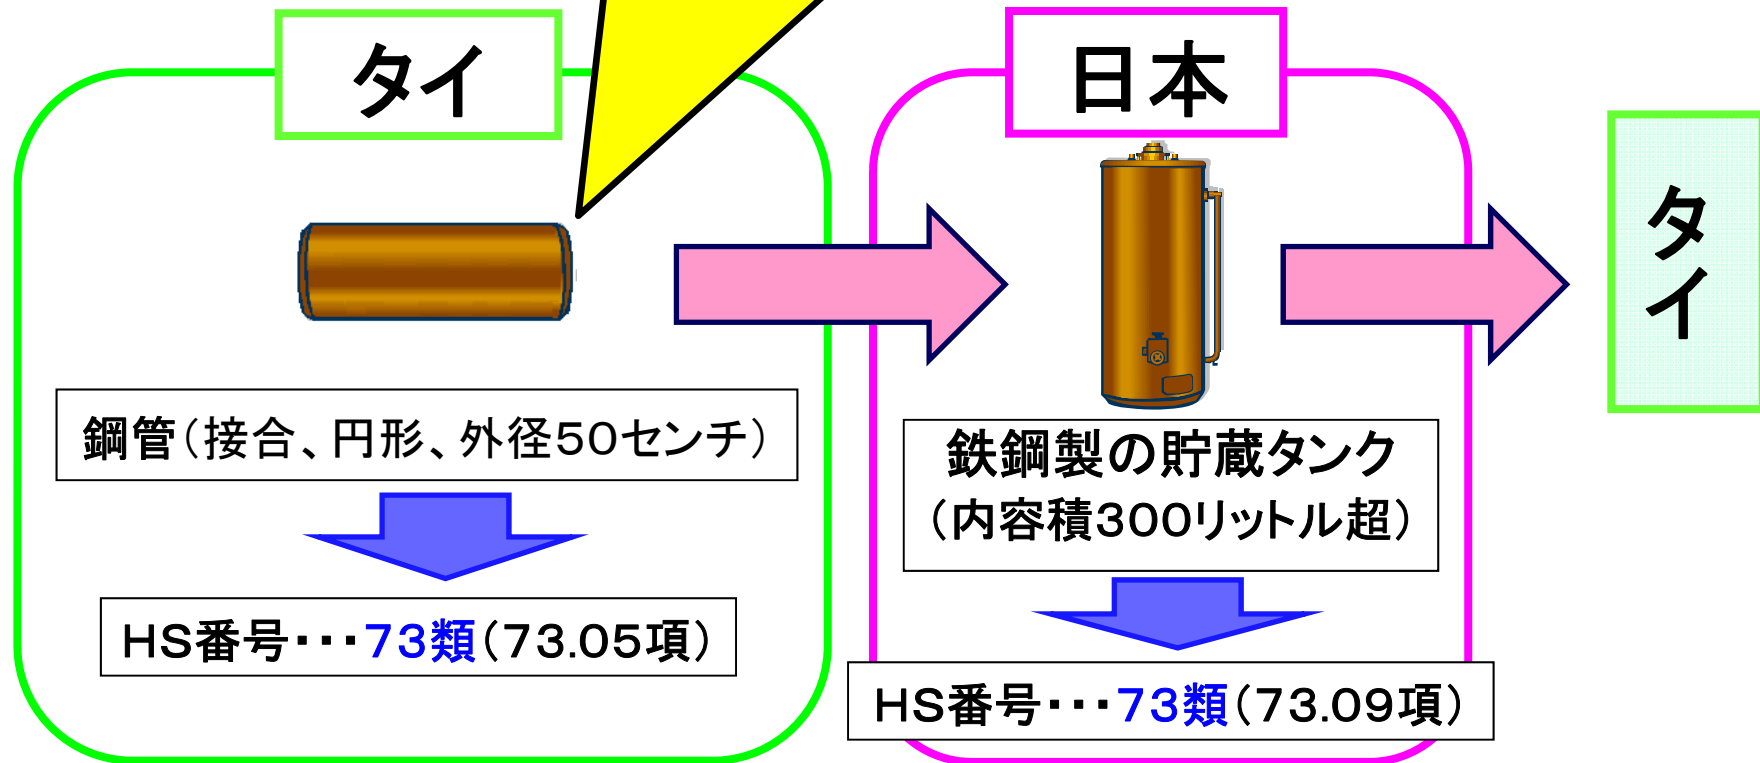 タイ
鋼管(接合、円形、外径50センチ)
HS番号・・・73類(73.05項)
日本
鉄鋼製の貯蔵タンク
(内容積300リットル超)
HS番号・・・73類(73.09項)
タイ